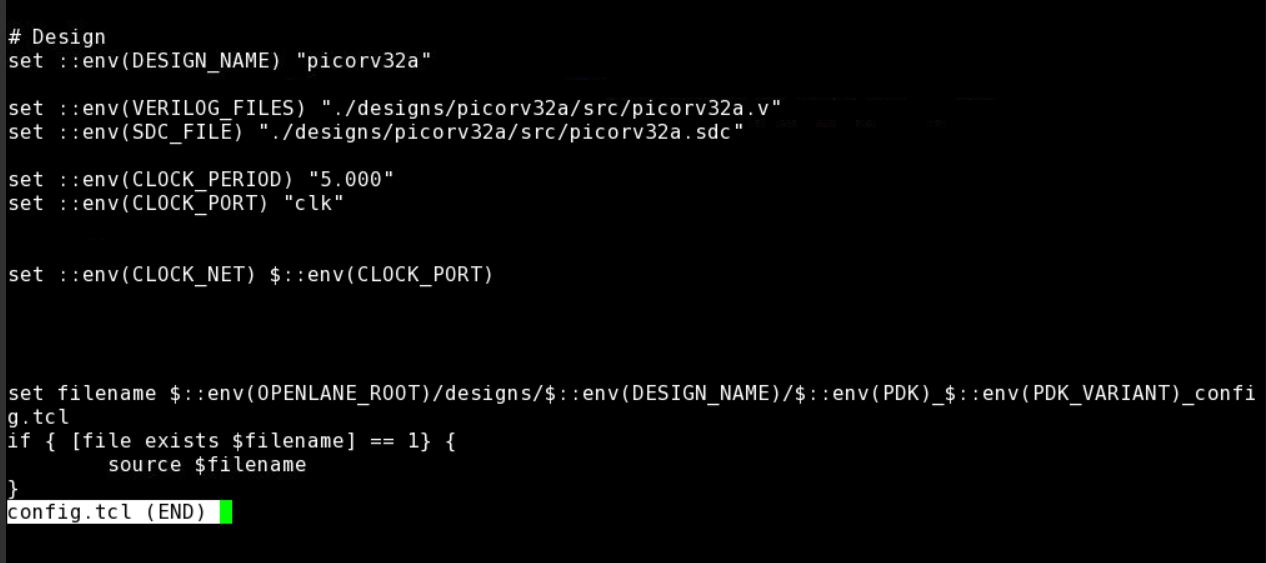 # Design
set ::env(DESIGN_NAME) "picorv32a"
set ::env(VERILOG_FILES) "./designs/picorv32a/src/picorv32a.v"
set ::env(SDC_FILE) "./designs/picorv32a/src/picorv32a.sdc"
set ::env(CLOCK_PERIOD) "5.000"
set ::env(CLOCK_PORT) "clk"
set ::env(CLOCK_NET) $::env(CLOCK_PORT)
set filename $::env(OPENLANE_ROOT)/designs/$::env(DESIGN_NAME)/$::env(PDK)_$::env(PDK_VARIANT)_confi
g.tcl
if { [file exists $filename] == 1} {
        source $filename
}
config.tcl (END)